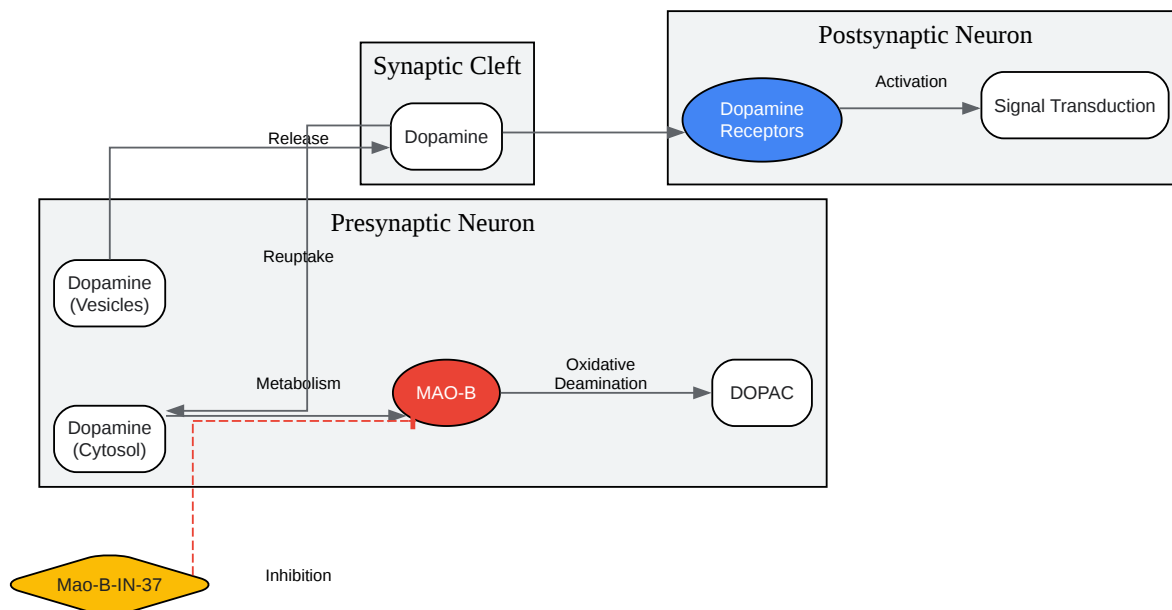 Postsynaptic Neuron
Synaptic Cleft
Activation
Dopamine
Receptors
Signal Transduction
Release
Dopamine
Presynaptic Neuron
Reuptake
Dopamine
(Vesicles)
Oxidative
Deamination
Metabolism
MAO-B
DOPAC
Dopamine
(Cytosol)
Mao-B-IN-37
Inhibition